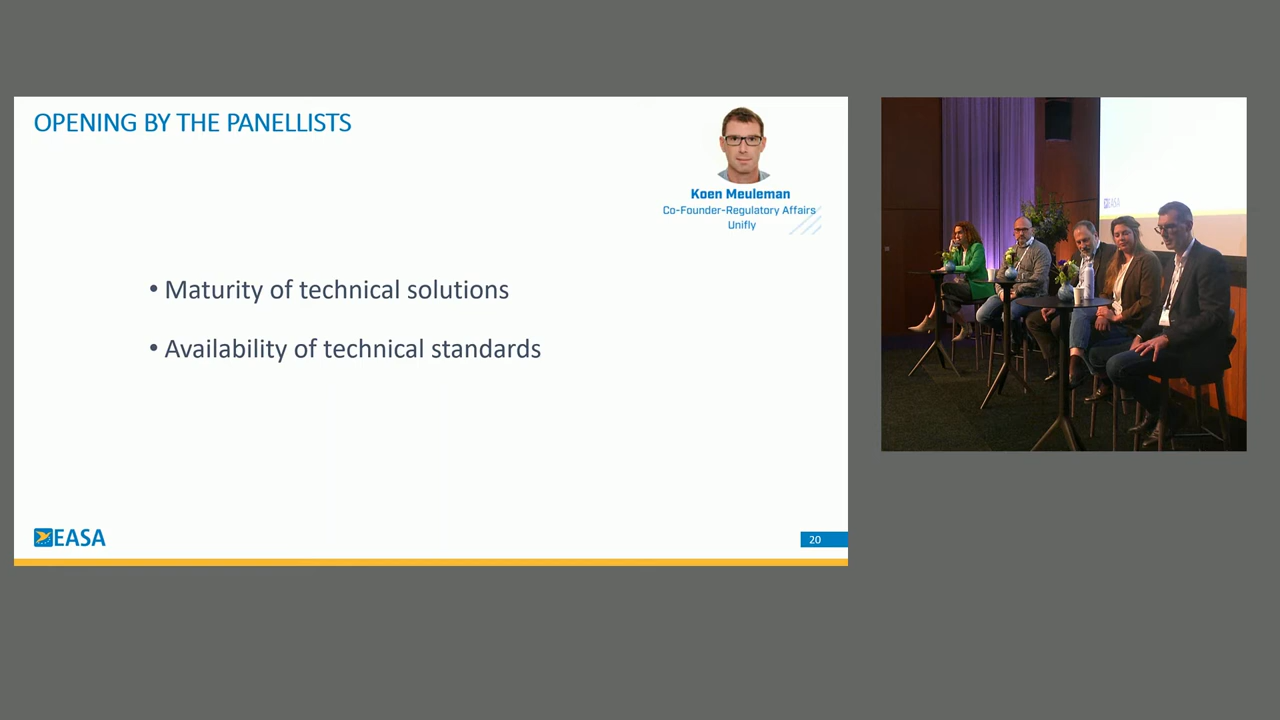 OPENING BY THE PANELLISTS
Koen Meuleman
Co-Founder-Regulatory Affairs
Unifly
• Maturity of technical solutions
• Availability of technical standards
EASA
20
EASA